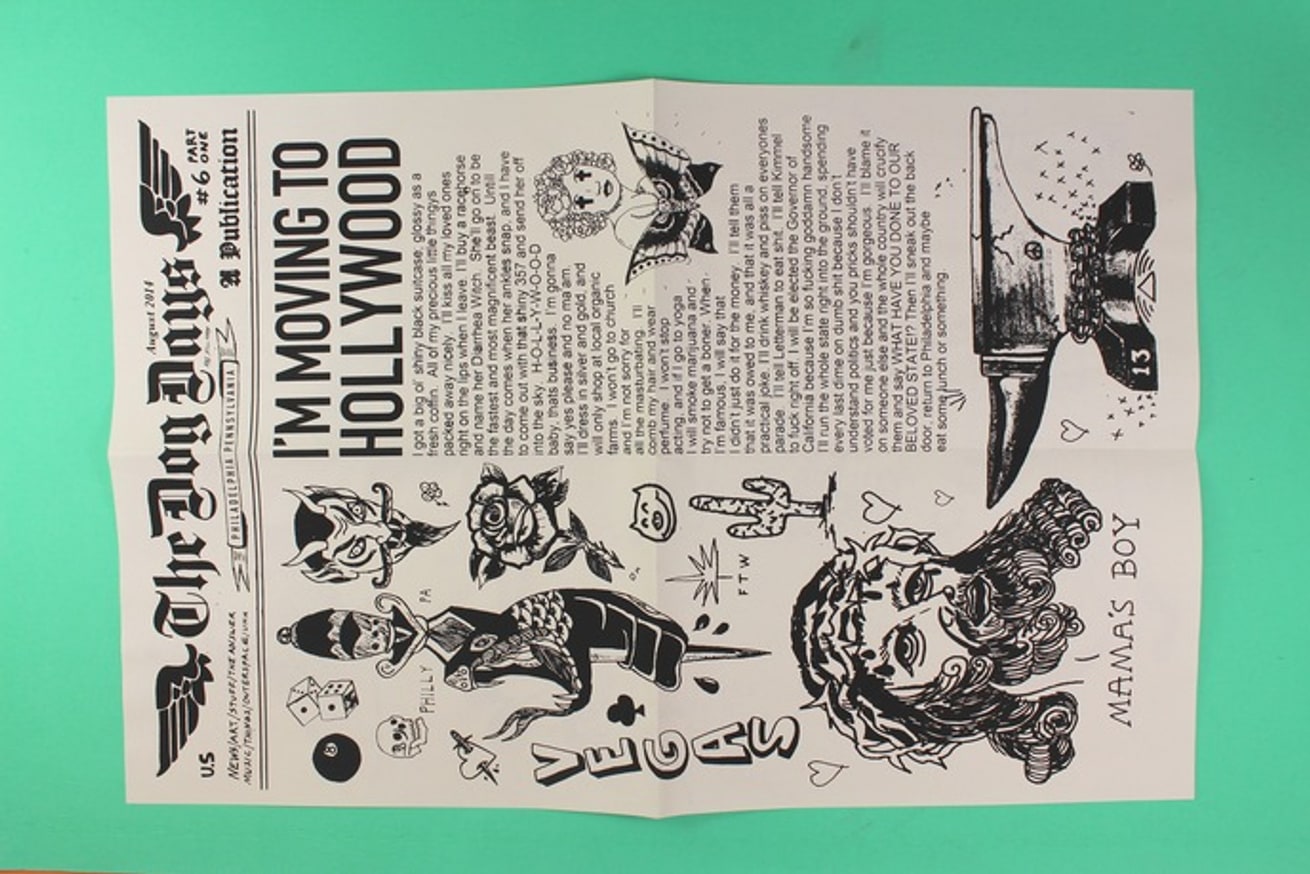 August 2014
The Dog Days
PHILADELPHIA PENNSYLVANIA
U.S
NEWS/ART/STUFF/THE ANSWER
MUSIC/THINGS/OUTERSPACE/USA
#6 PART ONE
A Publication
I'M MOVING TO
HOLLYWOOD
I got a big ol' shiny black suitcase, glossy as a
fresh coffin. All of my precious little thingys
packed away nicely. I'll kiss all my loved ones
right on the lips when I leave. I'll buy a racehorse
and name her Diarrhea Witch. She'll go on to be
the fastest and most magnificent beast. Untill
the day comes when her ankles snap, and I have
to come out with that shiny 357 and send her off
into the sky. H-O-L-L-Y-W-O-O-D
baby, thats business. I'm gonna
say yes please and no ma'am.
I'll dress in silver and gold, and
will only shop at local organic
farms. I won't go to church
and I'm not sorry for
all the masturbating. I'll
comb my hair and wear
perfume. I won't stop
acting, and if I go to yoga
I will smoke marijuana and
try not to get a boner. When
I'm famous, I will say that
I didn't just do it for the money. I'll tell them
that it was owed to me, and that it was all a
practical joke. I'll drink whiskey and piss on everyones
parade. I'll tell Letterman to eat shit. I'll tell Kimmel
to fuck right off. I will be elected the Governor of
California because I'm so fucking goddamn handsome
I'll run the whole state right into the ground, spending
every last dime on dumb shit because I don't
understand politics and you pricks shouldn't have
voted for me just because I'm gorgeous. I'll blame it
on someone else and the whole country will crucify
them and say WHAT HAVE YOU DONE TO OUR
BELOVED STATE!? Then I'll sneak out the back
door, return to Philadelphia and maybe
eat some lunch or something.
8
PHILLY PA
VEGAS
FTW
13
MAMA'S BOY